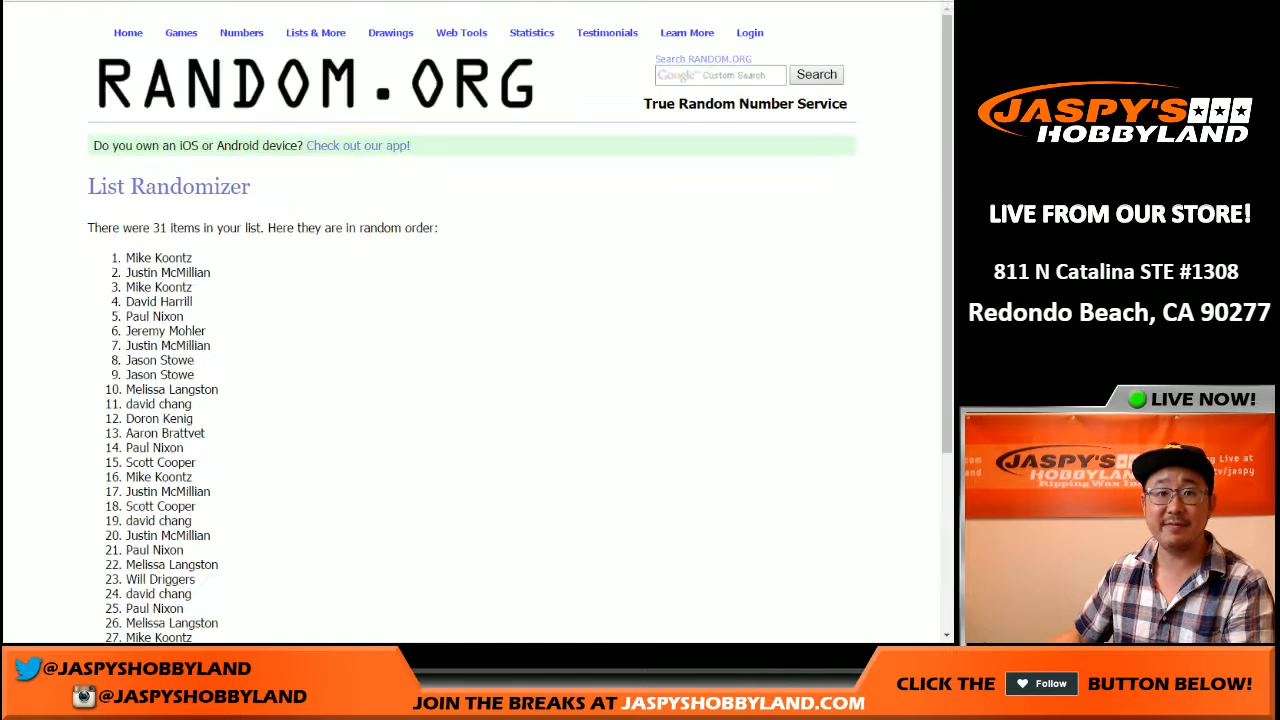 Home Games Numbers Lists & More Drawings Web Tools Statistics Testimonials Learn More Login
RANDOM.ORG
Search RANDOM.ORG
Google™ Custom Search Search
True Random Number Service
Do you own an iOS or Android device? Check out our app!
List Randomizer
There were 31 items in your list. Here they are in random order:
1. Mike Koontz
2. Justin McMillian
3. Mike Koontz
4. David Harrill
5. Paul Nixon
6. Jeremy Mohler
7. Justin McMillian
8. Jason Stowe
9. Jason Stowe
10. Melissa Langston
11. david chang
12. Doron Kenig
13. Aaron Brattvet
14. Paul Nixon
15. Scott Cooper
16. Mike Koontz
17. Justin McMillian
18. Scott Cooper
19. david chang
20. Justin McMillian
21. Paul Nixon
22. Melissa Langston
23. Will Driggers
24. david chang
25. Paul Nixon
26. Melissa Langston
27. Mike Koontz
JASPY'S
HOBBYLAND
LIVE FROM OUR STORE!
811 N Catalina STE #1308
Redondo Beach, CA 90277
LIVE NOW!
JASPY'S
HOBBYLAND
Ripping Wax
ng Live at
tv/jaspy
@JASPYSHOBBYLAND
@JASPYSHOBBYLAND
JOIN THE BREAKS AT JASPYSHOBBYLAND.COM
CLICK THE Follow BUTTON BELOW!